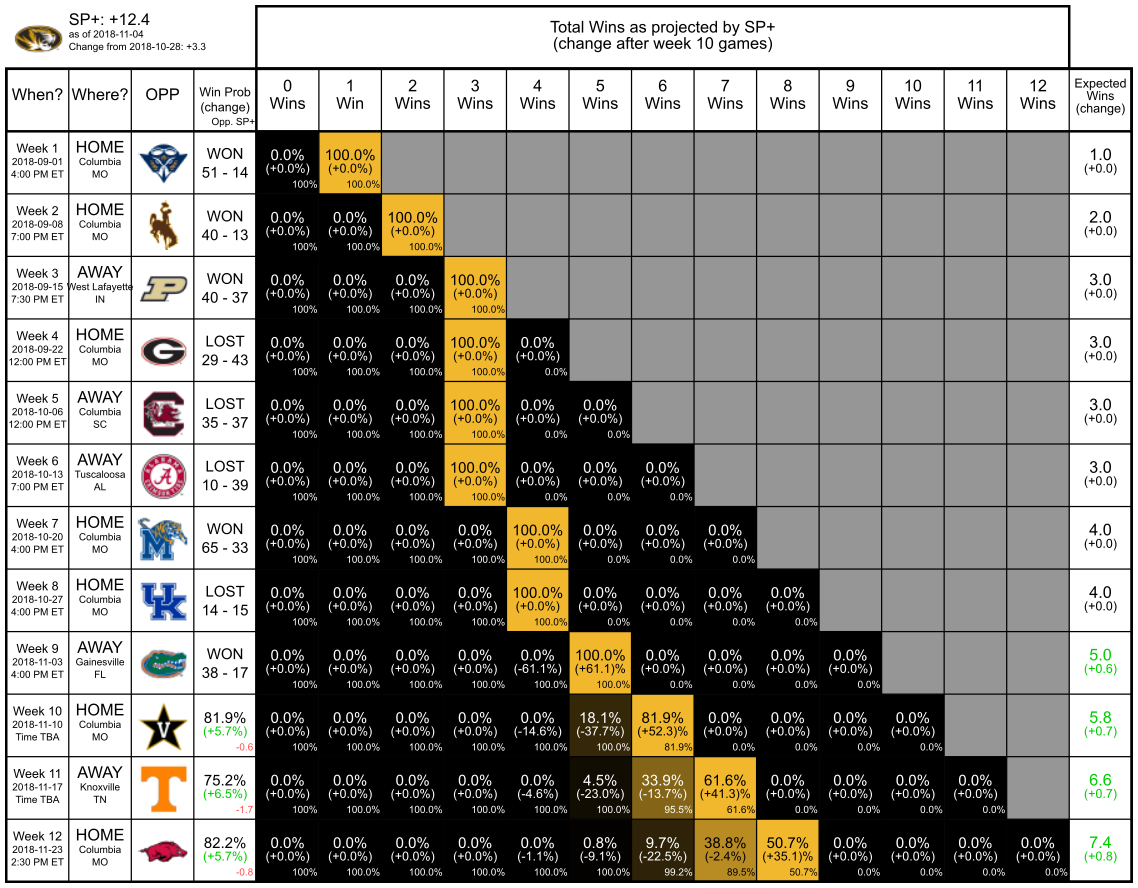 SP+: +12.4
as of 2018-11-04
Change from 2018-10-28: +3.3
Total Wins as projected by SP+
(change after week 10 games)
When? Where? OPP Win Prob (change) Opp. SP+ 0 Wins 1 Win 2 Wins 3 Wins 4 Wins 5 Wins 6 Wins 7 Wins 8 Wins 9 Wins 10 Wins 11 Wins 12 Wins Expected Wins (change)
Week 1 HOME WON 0.0% 100.0% 1.0
2018-09-01 Columbia 51 - 14 (+0.0%) (+0.0%) (+0.0)
4:00 PM ET MO 100% 100.0%
Week 2 HOME WON 0.0% 0.0% 100.0% 2.0
2018-09-08 Columbia 40 - 13 (+0.0%) (+0.0%) (+0.0%) (+0.0)
7:00 PM ET MO 100% 100.0% 100.0%
Week 3 AWAY WON 0.0% 0.0% 0.0% 100.0% 3.0
2018-09-15 West Lafayette 40 - 37 (+0.0%) (+0.0%) (+0.0%) (+0.0%) (+0.0)
7:30 PM ET IN 100% 100.0% 100.0% 100.0%
Week 4 HOME G LOST 0.0% 0.0% 0.0% 100.0% 0.0% 3.0
2018-09-22 Columbia 29 - 43 (+0.0%) (+0.0%) (+0.0%) (+0.0%) (+0.0%) (+0.0)
12:00 PM ET MO 100% 100.0% 100.0% 100.0% 0.0%
Week 5 AWAY LOST 0.0% 0.0% 0.0% 100.0% 0.0% 0.0% 3.0
2018-10-06 Columbia 35 - 37 (+0.0%) (+0.0%) (+0.0%) (+0.0%) (+0.0%) (+0.0%) (+0.0)
12:00 PM ET SC 100% 100.0% 100.0% 100.0% 0.0% 0.0%
Week 6 AWAY LOST 0.0% 0.0% 0.0% 100.0% 0.0% 0.0% 0.0% 3.0
2018-10-13 Tuscaloosa 10 - 39 (+0.0%) (+0.0%) (+0.0%) (+0.0%) (+0.0%) (+0.0%) (+0.0%) (+0.0)
7:00 PM ET AL 100% 100.0% 100.0% 100.0% 0.0% 0.0% 0.0%
Week 7 HOME WON 0.0% 0.0% 0.0% 0.0% 100.0% 0.0% 0.0% 0.0% 4.0
2018-10-20 Columbia 65 - 33 (+0.0%) (+0.0%) (+0.0%) (+0.0%) (+0.0%) (+0.0%) (+0.0%) (+0.0%) (+0.0)
4:00 PM ET MO 100% 100.0% 100.0% 100.0% 100.0% 0.0% 0.0% 0.0%
Week 8 HOME UK LOST 0.0% 0.0% 0.0% 0.0% 100.0% 0.0% 0.0% 0.0% 0.0% 4.0
2018-10-27 Columbia 14 - 15 (+0.0%) (+0.0%) (+0.0%) (+0.0%) (+0.0%) (+0.0%) (+0.0%) (+0.0%) (+0.0%) (+0.0)
4:00 PM ET MO 100% 100.0% 100.0% 100.0% 100.0% 0.0% 0.0% 0.0% 0.0%
Week 9 AWAY WON 0.0% 0.0% 0.0% 0.0% 0.0% 100.0% 0.0% 0.0% 0.0% 0.0% 5.0
2018-11-03 Gainesville 38 - 17 (+0.0%) (+0.0%) (+0.0%) (+0.0%) (-61.1%) (+61.1)% (+0.0%) (+0.0%) (+0.0%) (+0.0%) (+0.6)
4:00 PM ET FL 100% 100.0% 100.0% 100.0% 100.0% 100.0% 0.0% 0.0% 0.0% 0.0%
Week 10 HOME V 81.9% 0.0% 0.0% 0.0% 0.0% 0.0% 18.1% 81.9% 0.0% 0.0% 0.0% 0.0% 5.8
2018-11-10 Columbia (+5.7%) (+0.0%) (+0.0%) (+0.0%) (+0.0%) (-14.6%) (-37.7%) (+52.3)% (+0.0%) (+0.0%) (+0.0%) (+0.0%) (+0.7)
Time TBA MO -0.6 100% 100.0% 100.0% 100.0% 100.0% 100.0% 81.9% 0.0% 0.0% 0.0% 0.0%
Week 11 AWAY T 75.2% 0.0% 0.0% 0.0% 0.0% 0.0% 4.5% 33.9% 61.6% 0.0% 0.0% 0.0% 0.0% 6.6
2018-11-17 Knoxville (+6.5%) (+0.0%) (+0.0%) (+0.0%) (+0.0%) (-4.6%) (-23.0%) (-13.7%) (+41.3)% (+0.0%) (+0.0%) (+0.0%) (+0.0%) (+0.7)
Time TBA TN -1.7 100% 100.0% 100.0% 100.0% 100.0% 100.0% 95.5% 61.6% 0.0% 0.0% 0.0% 0.0%
Week 12 HOME 82.2% 0.0% 0.0% 0.0% 0.0% 0.0% 0.8% 9.7% 38.8% 50.7% 0.0% 0.0% 0.0% 0.0% 7.4
2018-11-23 Columbia (+5.7%) (+0.0%) (+0.0%) (+0.0%) (+0.0%) (-1.1%) (-9.1%) (-22.5%) (-2.4%) (+35.1)% (+0.0%) (+0.0%) (+0.0%) (+0.0%) (+0.8)
2:30 PM ET MO -0.8 100% 100.0% 100.0% 100.0% 100.0% 100.0% 99.2% 89.5% 50.7% 0.0% 0.0% 0.0% 0.0%